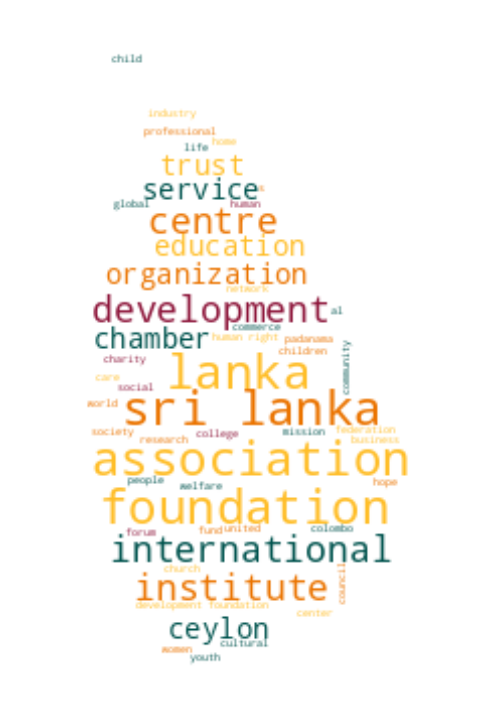 child
industry
professional
life home
trust
service
global human
centre
education
organization
network
development al
commerce
chamber human right padanama
children
charity
community
lanka
care
social
world sri lanka
society college mission federation
research business
association
people
welfare hope
foundation
forum fund united colombo
international
church
council
institute
development foundation
center
ceylon
cultural
women
youth